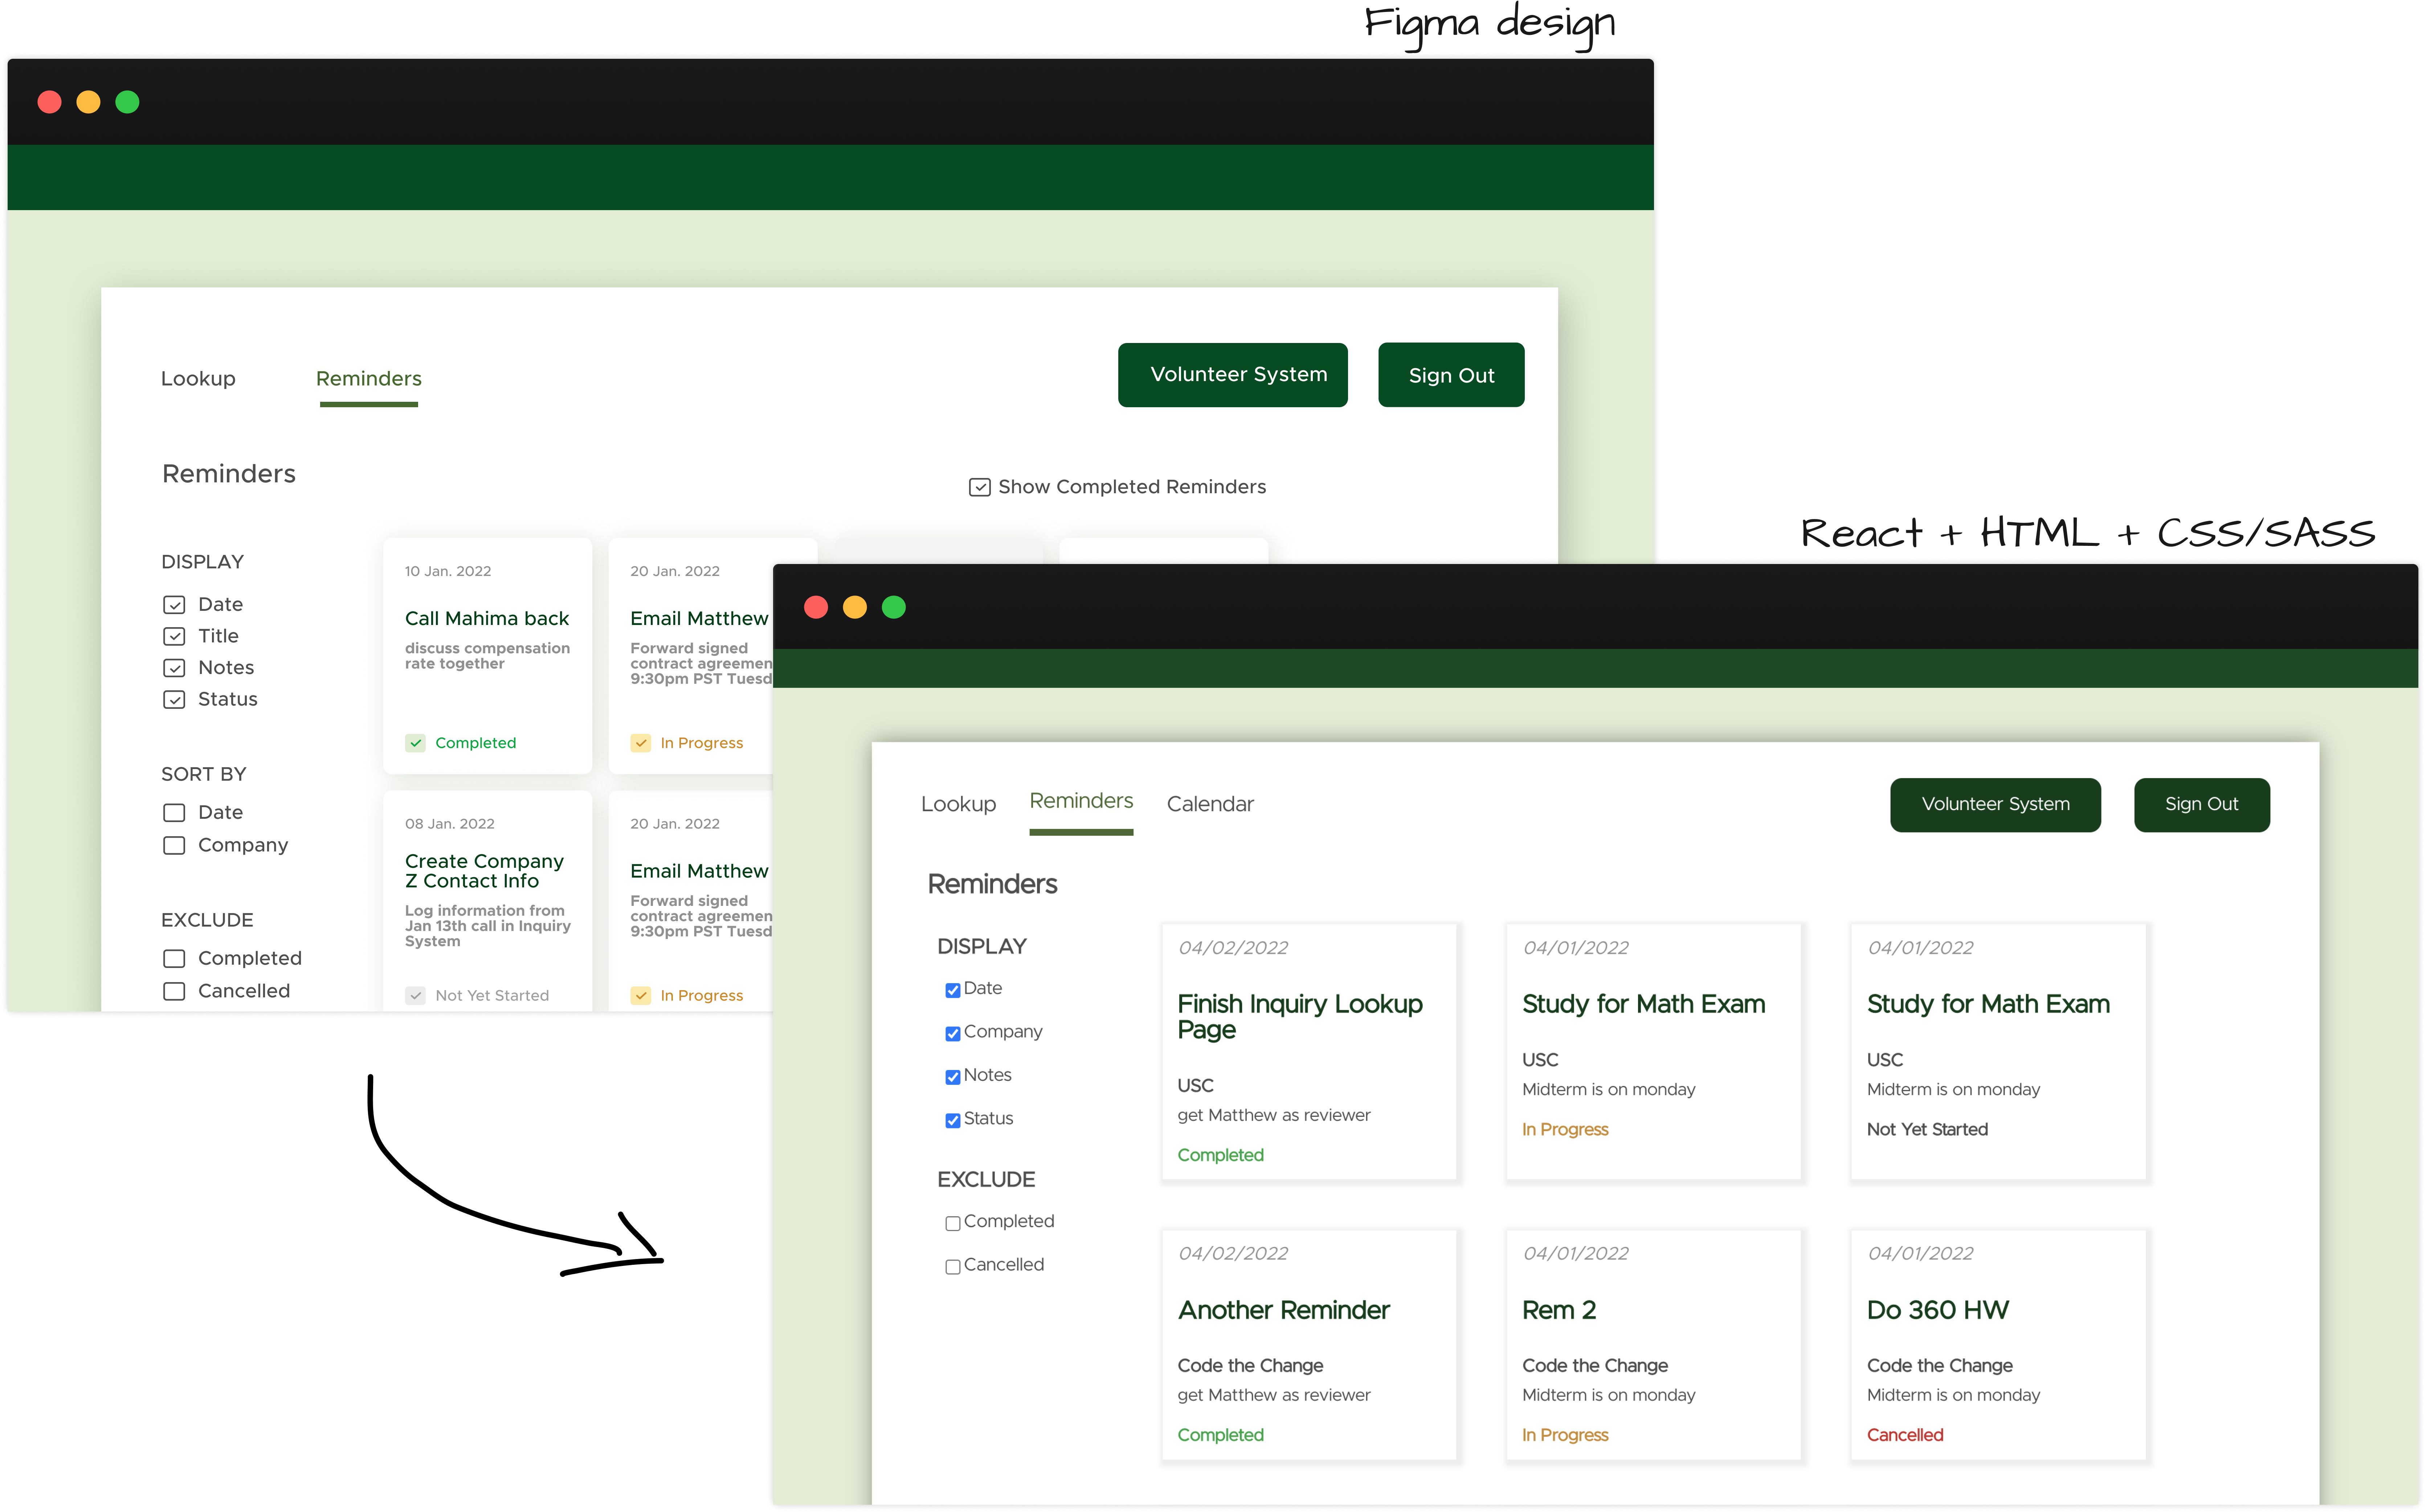 Figma design
Lookup
Reminders
Volunteer System
Sign Out
Reminders
Show Completed Reminders
DISPLAY
Date
Title
Notes
Status
SORT BY
Date
Company
EXCLUDE
Completed
Cancelled
10 Jan. 2022
Call Mahima back
discuss compensation
rate together
Completed
20 Jan. 2022
Email Matthew
Forward signed
contract
9:30pm PST
In Progress
08 Jan. 2022
Create Company
Z Contact Info
Log information from
Jan 13th call in Inquiry
System
Not Yet Started
20 Jan. 2022
Email Matthew
Forward signed
contract
9:30pm PST
In Progress
React + HTML + CSS/SASS
Lookup
Reminders
Calendar
Volunteer System
Sign Out
Reminders
DISPLAY
Date
Company
Notes
Status
EXCLUDE
Completed
Cancelled
04/02/2022
Finish Inquiry Lookup
Page
USC
get Matthew as reviewer
Completed
04/01/2022
Study for Math Exam
USC
Midterm is on monday
In Progress
04/01/2022
Study for Math Exam
USC
Midterm is on monday
Not Yet Started
04/02/2022
Another Reminder
Code the Change
get Matthew as reviewer
Completed
04/01/2022
Rem 2
Code the Change
Midterm is on monday
In Progress
04/01/2022
Do 360 HW
Code the Change
Midterm is on monday
Cancelled